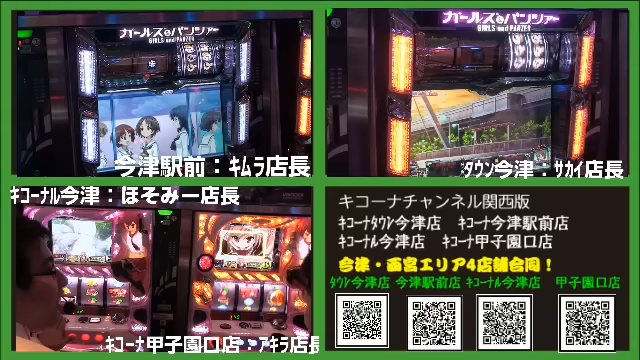 ガールズ&パンツァー
GIRLS und PANZER
今津駅前：ｷﾑﾗ店長
ガールズ&パンツァー
GIRLS und PANZER
ﾀｳﾝ今津：ｻｶｲ店長
ｷｺｰﾅﾙ今津：ほそみー店長
ｷｺｰﾅ甲子園口店：ｱｷﾗ店長
キコーナチャンネル関西版
ｷｺｰﾅﾀｳﾝ今津店 ｷｺｰﾅ今津駅前店
ｷｺｰﾅﾙ今津店 ｷｺｰﾅ甲子園口店
今津・西宮エリア4店舗合同！
ﾀｳﾝ今津店 今津駅前店 ｷｺｰﾅﾙ今津店 甲子園口店